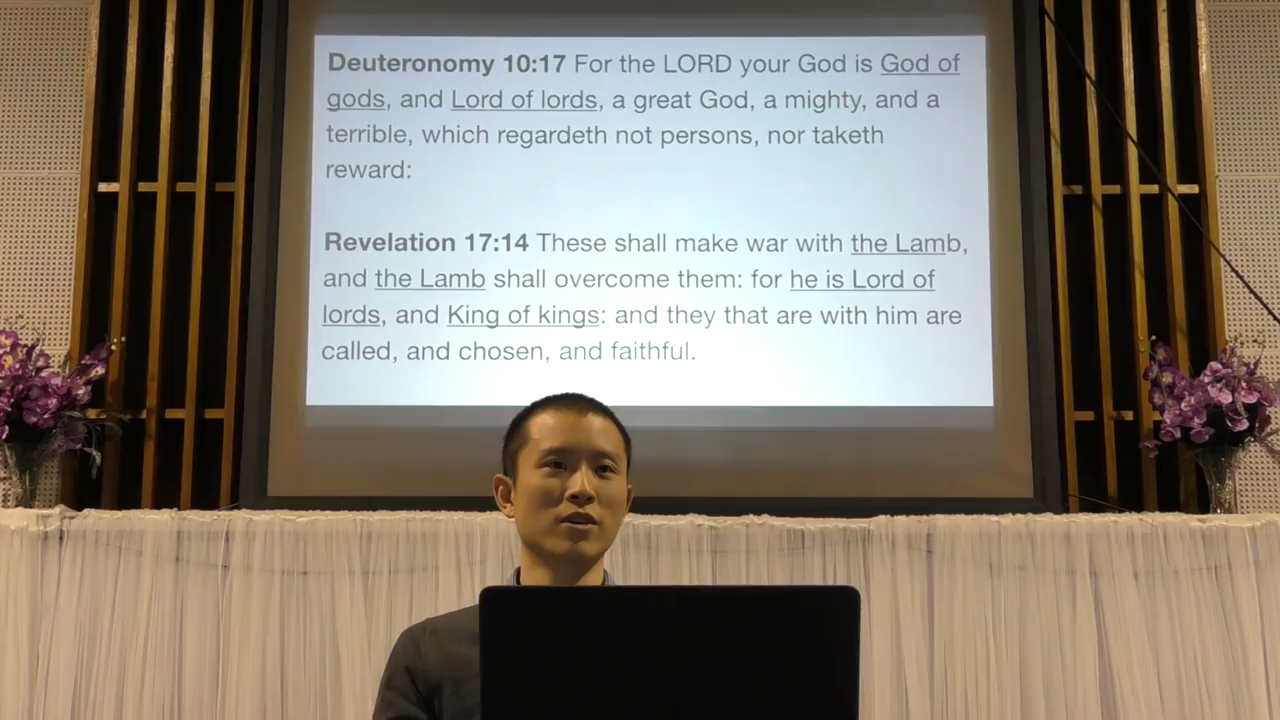 Deuteronomy 10:17 For the LORD your God is God of
gods, and Lord of lords, a great God, a mighty, and a
terrible, which regardeth not persons, nor taketh
reward:
Revelation 17:14 These shall make war with the Lamb,
and the Lamb shall overcome them: for he is Lord of
lords, and King of kings: and they that are with him are
called, and chosen, and faithful.